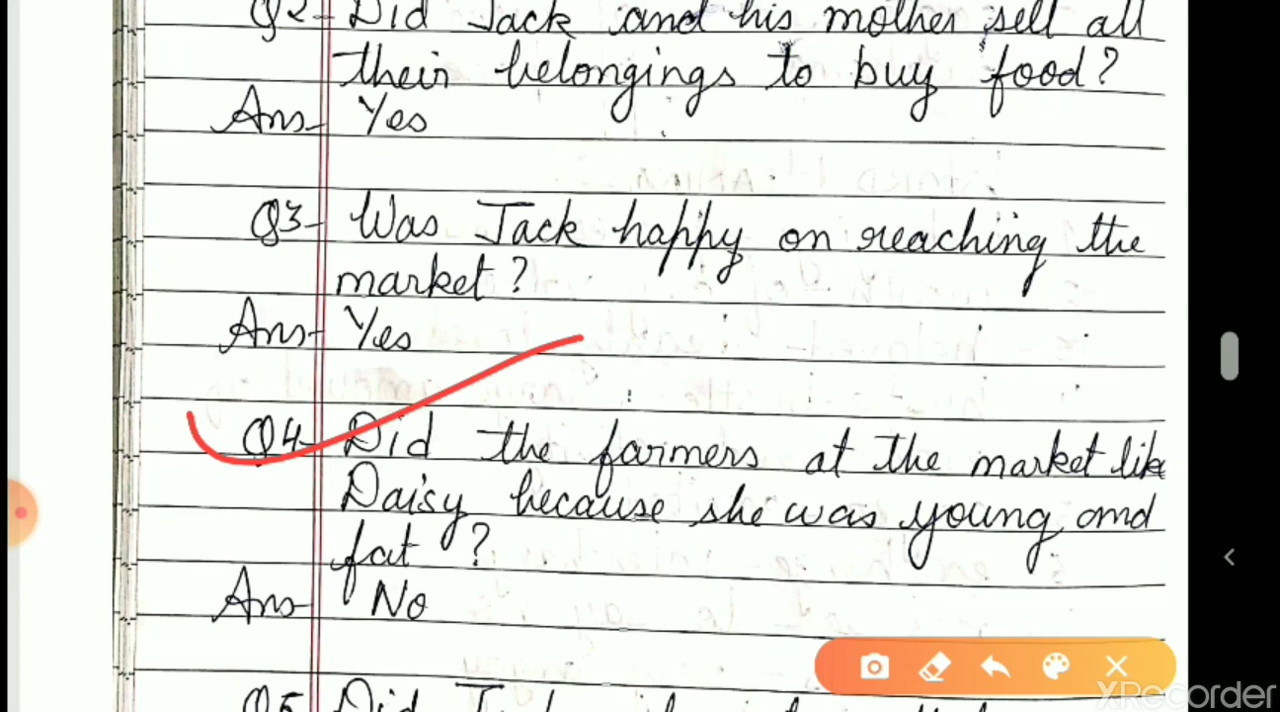 Q2- Did Jack and his mother sell all
their belongings to buy food?
Ans- Yes
Q3- Was Jack happy on reaching the
market?
Ans- Yes
Q4- Did the farmers at the market like
Daisy because she was young and
fat?
Ans- No
Q5 Did
XRecorder